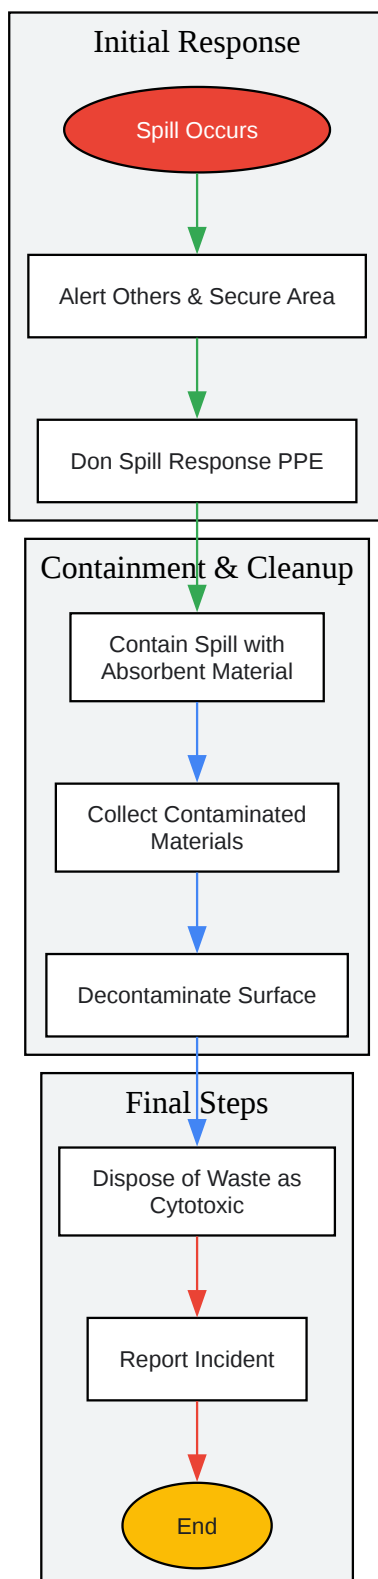 Initial Response
Spill Occurs
Alert Others & Secure Area
Don Spill Response PPE
Containment & Cleanup
Contain Spill with
Absorbent Material
Collect Contaminated
Materials
Decontaminate Surface
Final Steps
Dispose of Waste as
Cytotoxic
Report Incident
End